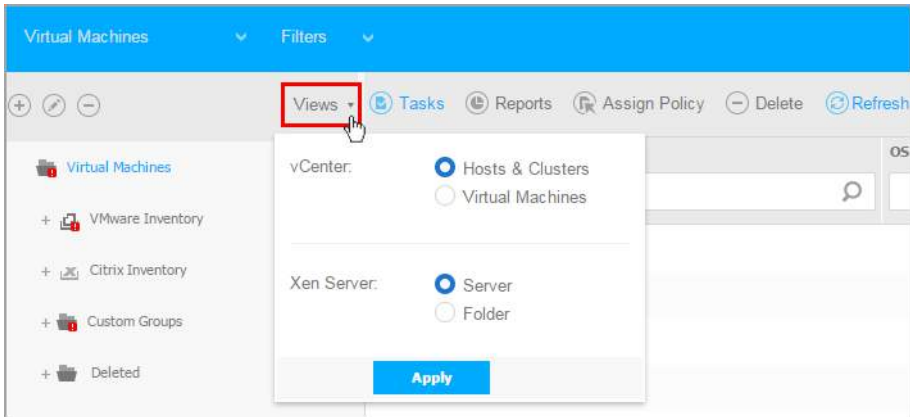 Virtual Machines Filters
Views Tasks Reports Assign Policy Delete Refresh
Virtual Machines
VMware Inventory
Citrix Inventory
Custom Groups
Deleted
vCenter: Hosts & Clusters
Virtual Machines
Xen Server: Server
Folder
Apply
OS